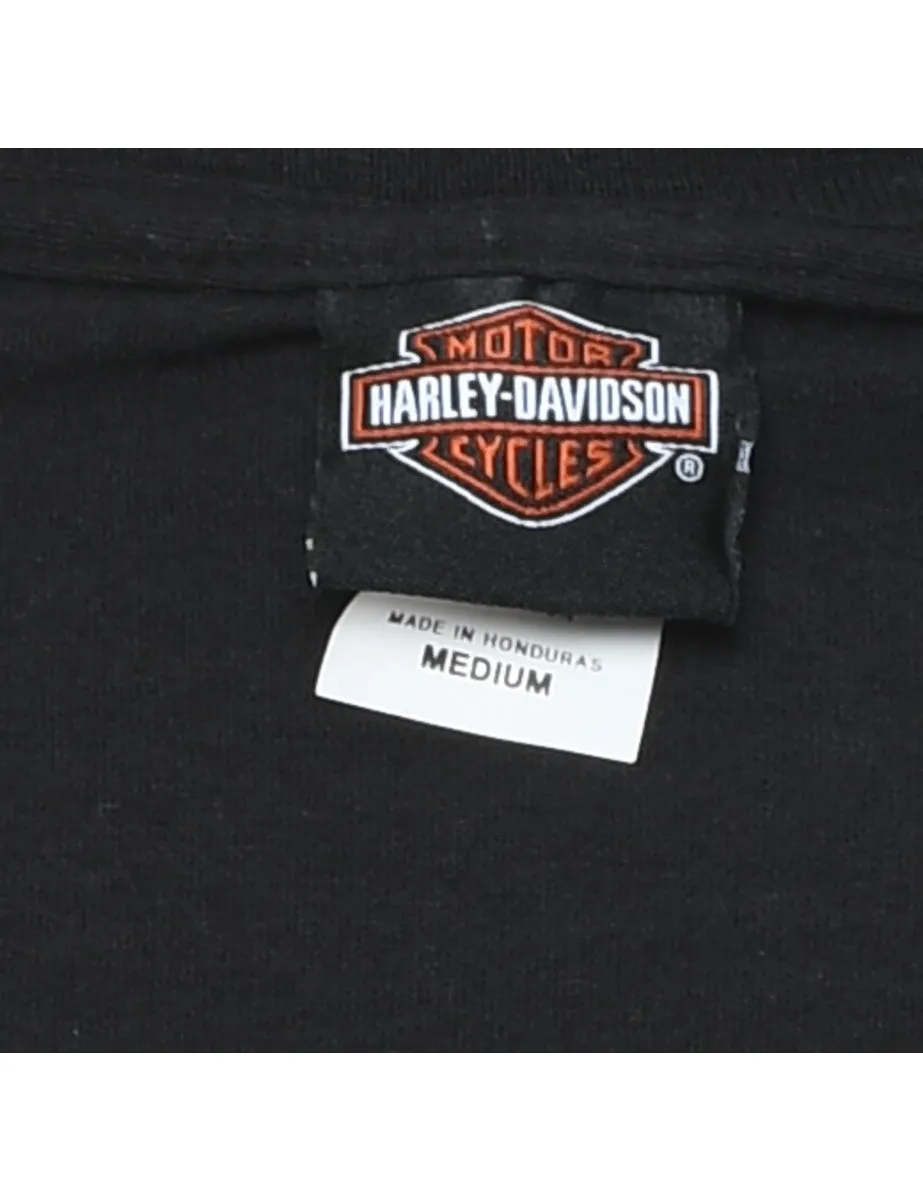 MOTOR
HARLEY-DAVIDSON
CYCLES
®
MADE IN HONDURAS
MEDIUM